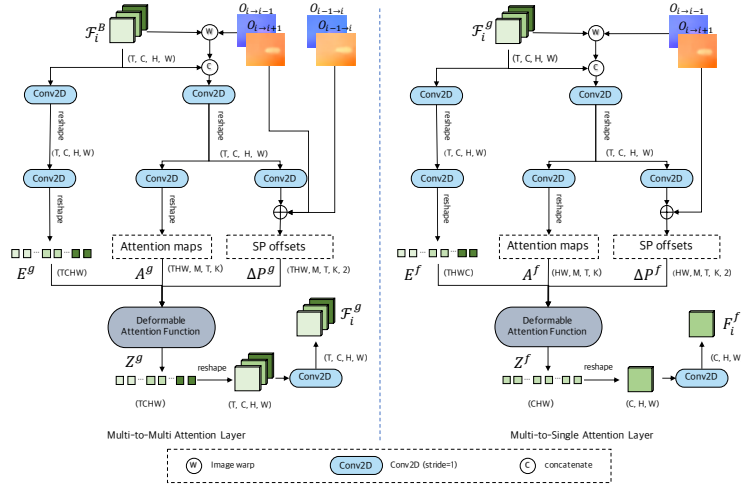 O_{i→i−1} O_{i−1→i}
F_i^B W O_{i→i+1} O_{i→i+1}
(T, C, H, W) C
Conv2D Conv2D
reshape reshape
(T, C, H, W) (T, C, H, W)
Conv2D Conv2D Conv2D
reshape reshape
Attention maps SP offsets
E^g (TCHW) A^g (THW, M, T, K) ΔP^g (THW, M, T, K, 2)
Deformable
Attention Function
F_i^g
Z^g reshape (T, C, H, W)
Conv2D
(TCHW) (T, C, H, W)
Multi-to-Multi Attention Layer
O_{i→i−1}
F_i^g W O_{i→i+1}
(T, C, H, W) C
Conv2D Conv2D
reshape reshape
(T, C, H, W) (T, C, H, W)
Conv2D Conv2D Conv2D
reshape reshape
Attention maps SP offsets
E^f (THWC) A^f (HW, M, T, K) ΔP^f (HW, M, T, K, 2)
Deformable
Attention Function
F_i^f
Z^f reshape (C, H, W
Conv2D
(CHW) (C, H, W)
Multi-to-Single Attention Layer
W Image warp Conv2D Conv2D (stride=1) C concatenate